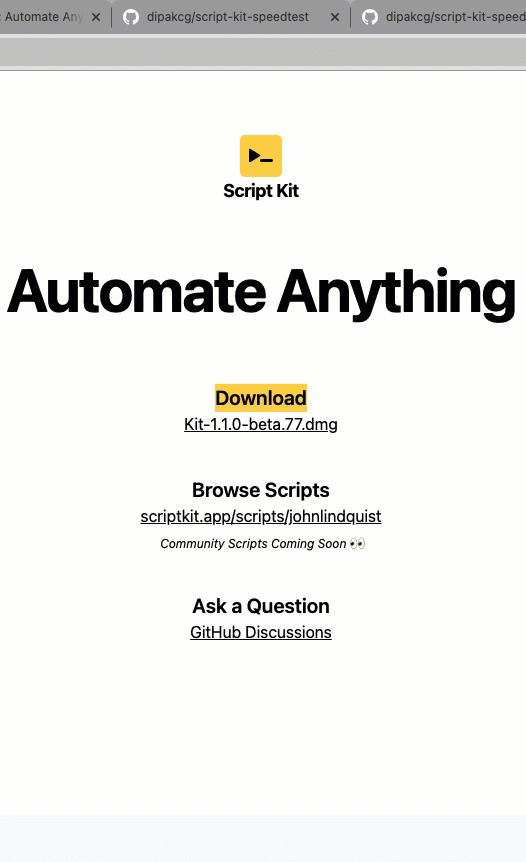 : Automate Any
dipakcg/script-kit-speedtest
dipakcg/script-kit-speed
Script Kit
Automate Anything
Download
Kit-1.1.0-beta.77.dmg
Browse Scripts
scriptkit.app/scripts/johnlindquist
Community Scripts Coming Soon 👀
Ask a Question
GitHub Discussions